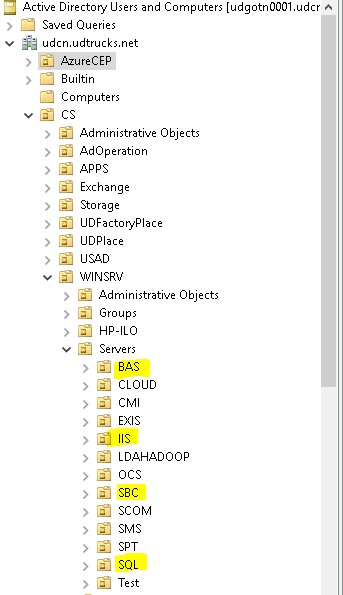 Active Directory Users and Computers [udgotn0001.udcr
Saved Queries
udcn.udtrucks.net
AzureCEP
Builtin
Computers
CS
Administrative Objects
AdOperation
APPS
Exchange
Storage
UDFactoryPlace
UDPlace
USAD
WINSRV
Administrative Objects
Groups
HP-ILO
Servers
BAS
CLOUD
CMI
EXIS
IIS
LDAHADOOP
OCS
SBC
SCOM
SMS
SPT
SQL
Test